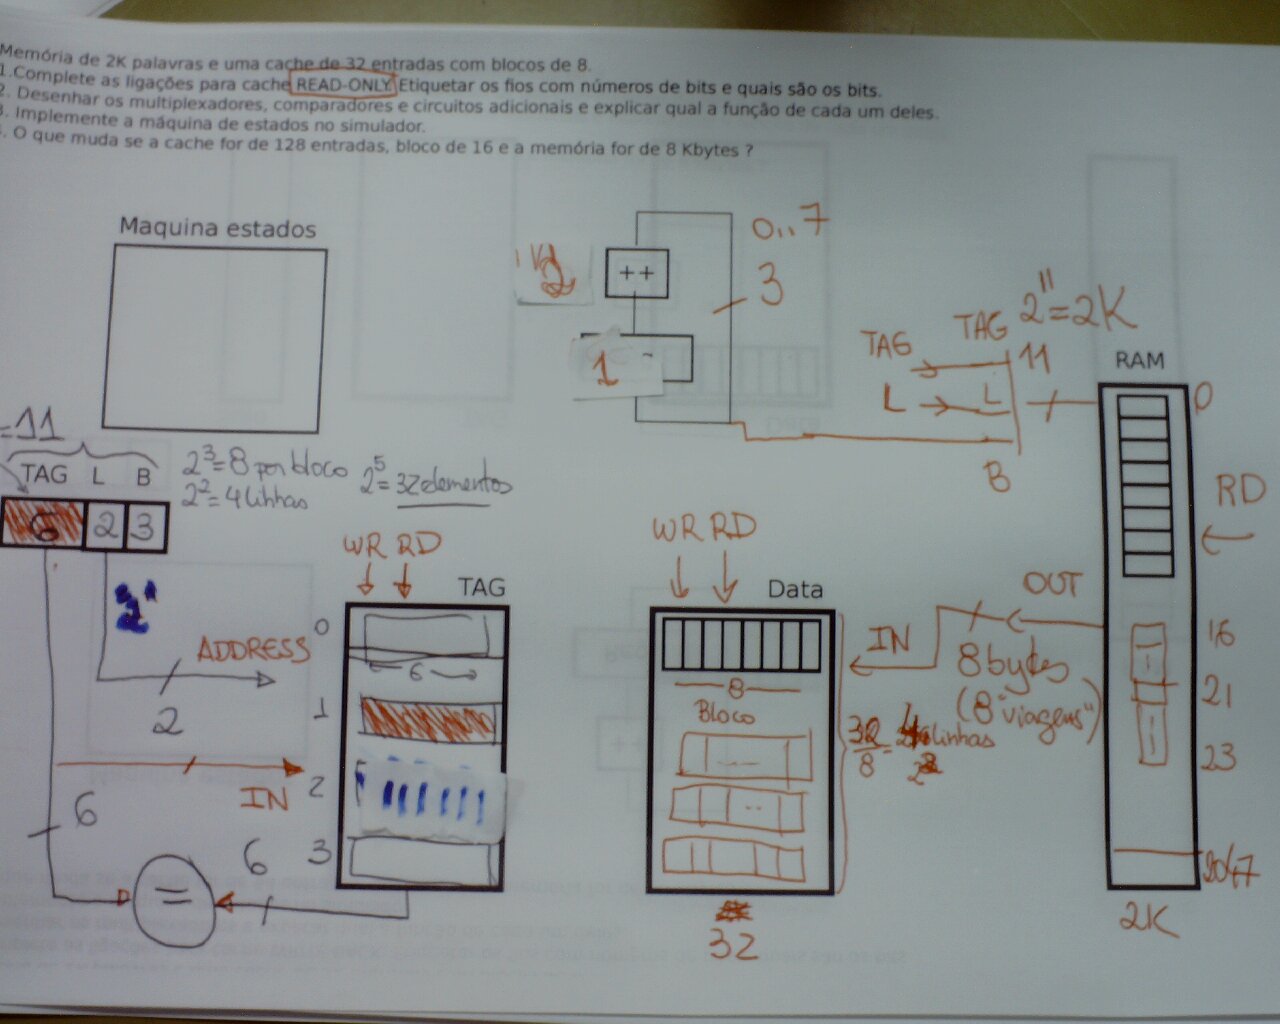 Memória de 2K palavras e uma cache de 32 entradas com blocos de 8.
1.Complete as ligações para cache READ-ONLY. Etiquetar os fios com números de bits e quais são os bits.
2. Desenhar os multiplexadores, comparadores e circuitos adicionais e explicar qual a função de cada um deles.
3. Implemente a máquina de estados no simulador.
. O que muda se a cache for de 128 entradas, bloco de 16 e a memória for de 8 Kbytes ?
Maquina estados
0..7
2
++
3
1
TAG TAG 2^11=2K
11
L L
B
RAM
0
RD
=11
TAG L B
2^3=8 por bloco 2^5=32 elementos
2^2=4 linhas
6 2 3
WR RD
TAG
WR RD
Data
OUT
IN
8 bytes
(8 "viagens")
16
21
23
0
6
ADDRESS
2
1
8
Bloco
32/8= 4 linhas
IN
2
6
6
3
=
32
2047
2K